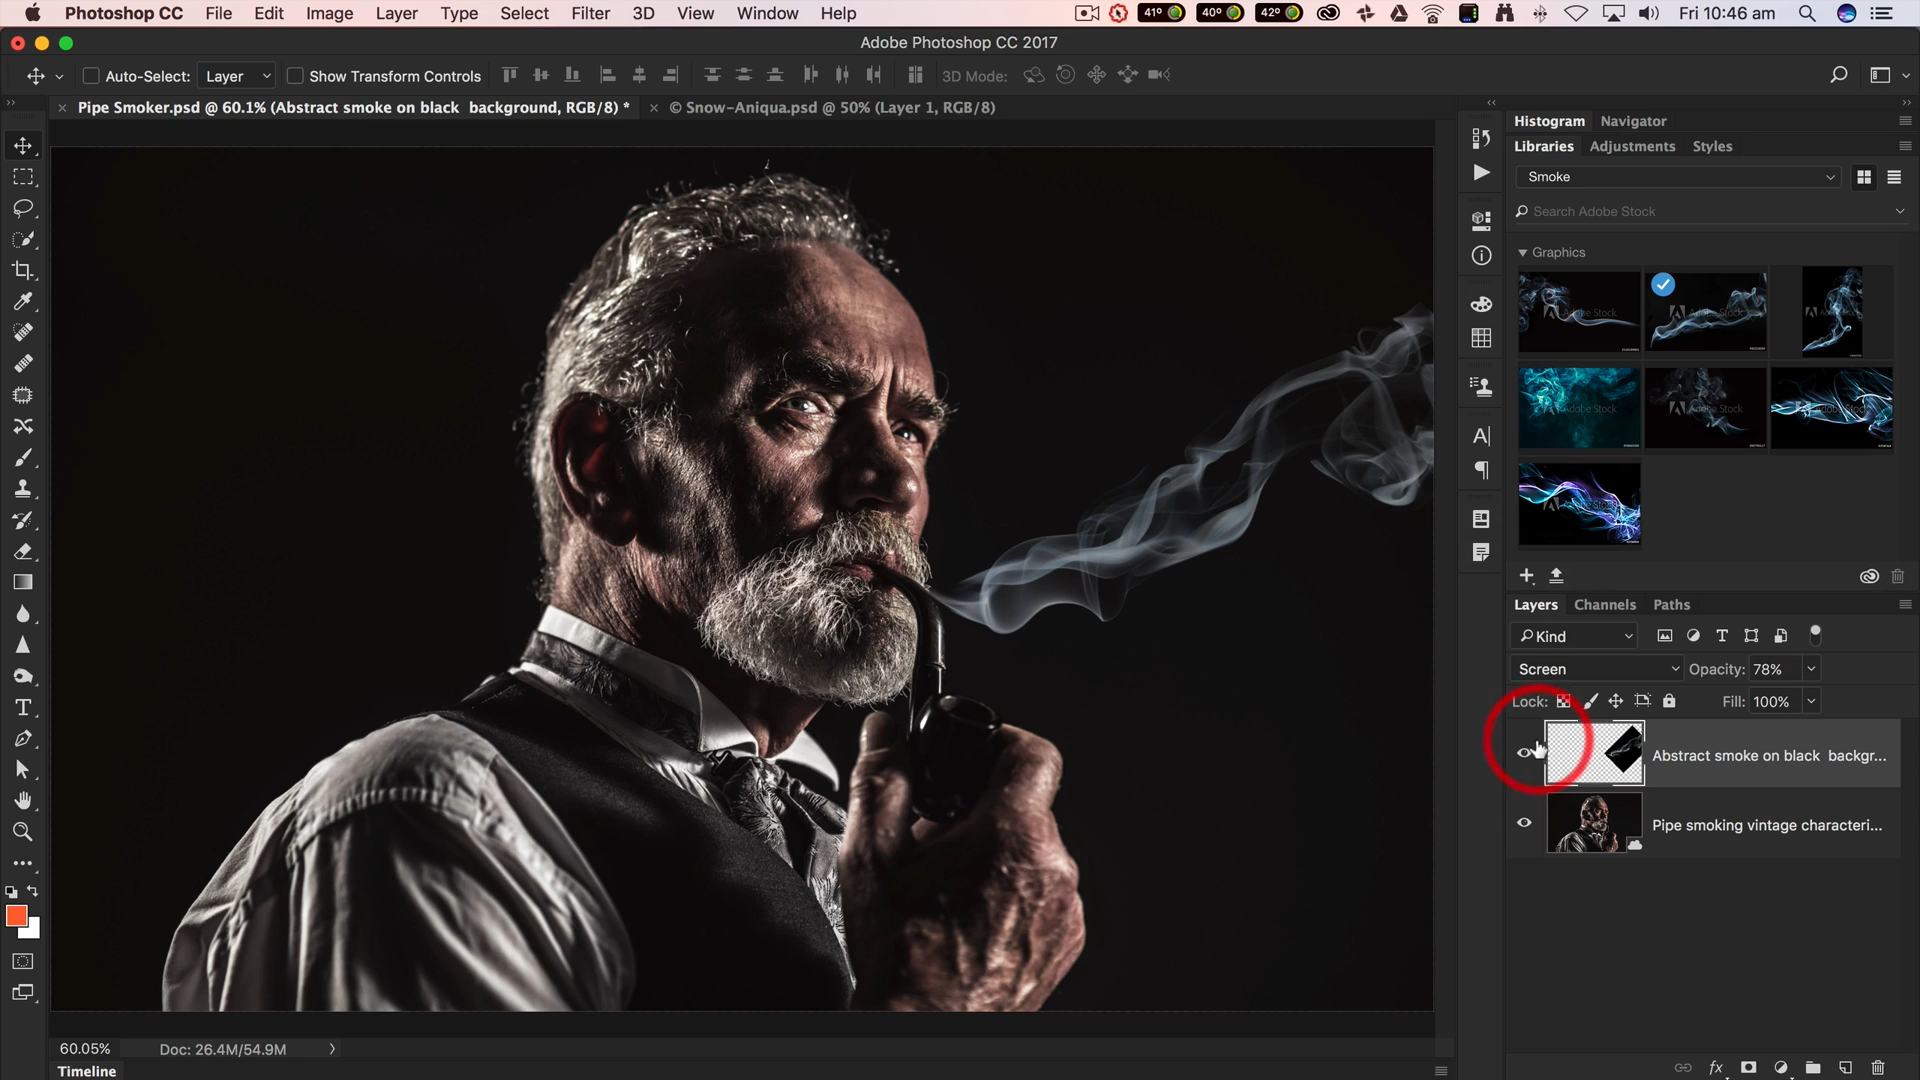 Photoshop CC File Edit Image Layer Type Select Filter 3D View Window Help 41° 40° 42° Fri 10:46 am
Adobe Photoshop CC 2017
Auto-Select: Layer Show Transform Controls 3D Mode:
Pipe Smoker.psd @ 60.1% (Abstract smoke on black background, RGB/8) *
© Snow-Aniqua.psd @ 50% (Layer 1, RGB/8)
Histogram Navigator
Libraries Adjustments Styles
Smoke
Search Adobe Stock
Graphics
Adobe Stock
Adobe Stock
Adobe Stock
Adobe Stock
Adobe Stock
Adobe Stock
Layers Channels Paths
Kind
Screen Opacity: 78%
Lock: Fill: 100%
Abstract smoke on black backgr...
Pipe smoking vintage characteri...
60.05% Doc: 26.4M/54.9M
Timeline
fx